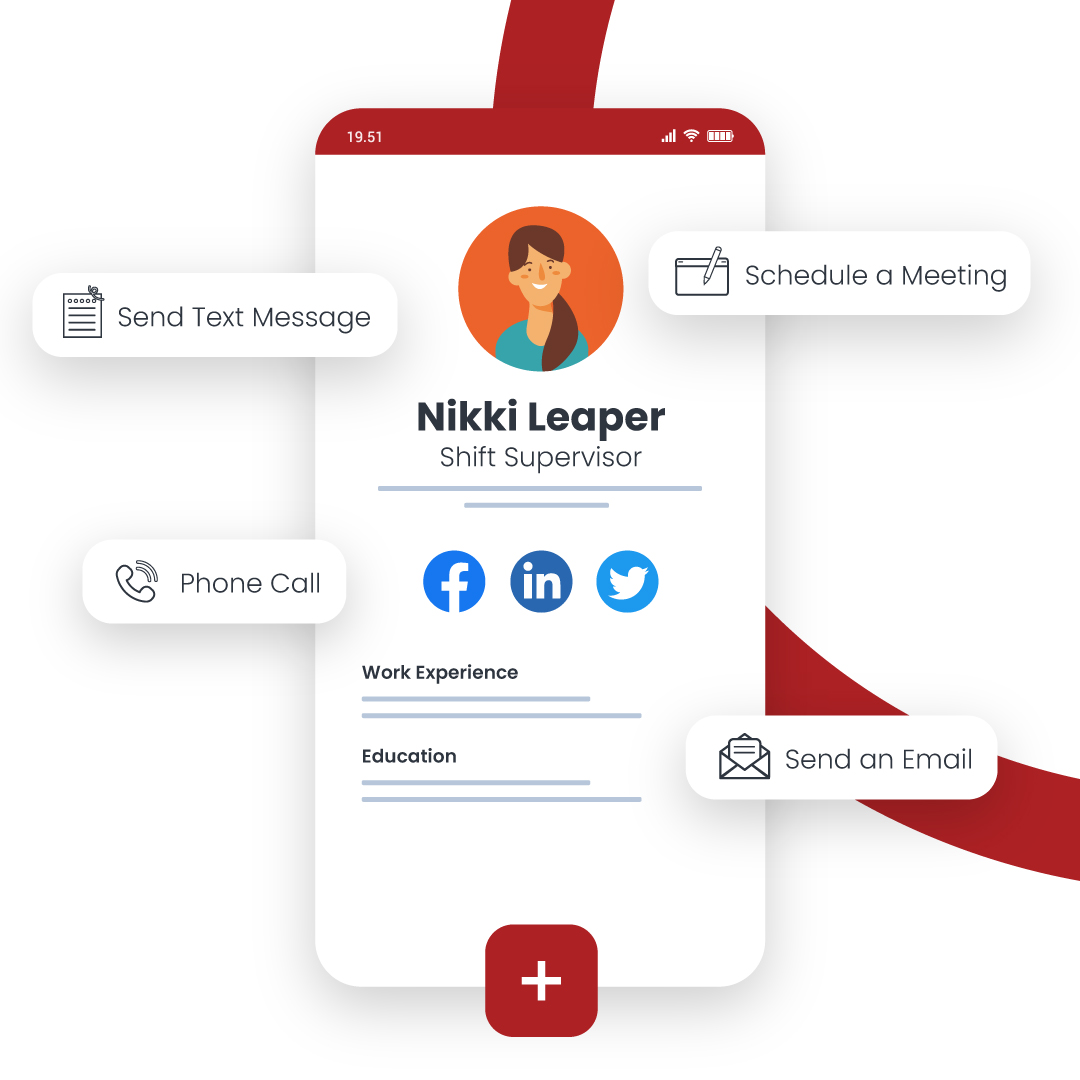 19.51
Schedule a Meeting
Send Text Message
Nikki Leaper
Shift Supervisor
Phone Call
in
Work Experience
Education
Send an Email